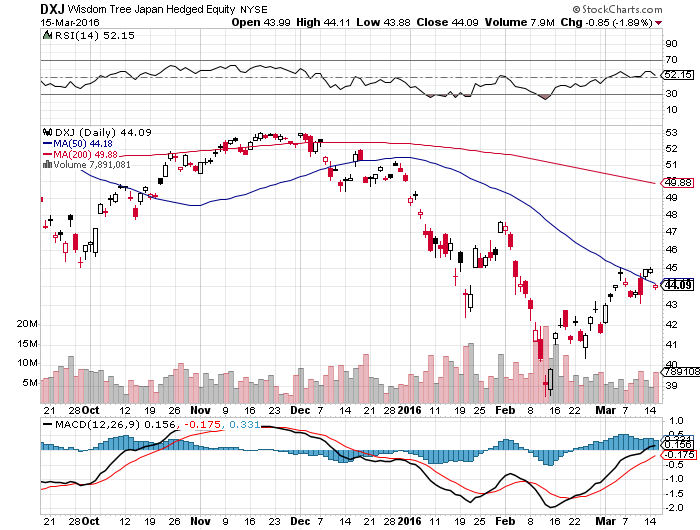 DXJ Wisdom Tree Japan Hedged Equity NYSE © StockCharts.com
15-Mar-2016 Open 43.99 High 44.11 Low 43.88 Close 44.09 Volume 7.9M Chg -0.85 (-1.89%)
RSI(14) 52.15
90
70
52.15
30
10
DXJ (Daily) 44.09
MA(50) 44.18
MA(200) 49.88
Volume 7,891,081
53
52
51
49.88
49
48
47
46
45
44.09
43
42
41
40
39
20M
15M
10M
5M
7891081
21 28 Oct 12 19 26 Nov 9 16 23 Dec 7 14 21 28 2016 11 19 25 Feb 8 16 22 Mar 7 14
MACD(12,26,9) 0.156, -0.175, 0.331
1.0
0.5
0.331
0.156
-0.175
-0.5
-1.0
-1.5
-2.0
21 28 Oct 12 19 26 Nov 9 16 23 Dec 7 14 21 28 2016 11 19 25 Feb 8 16 22 Mar 7 14